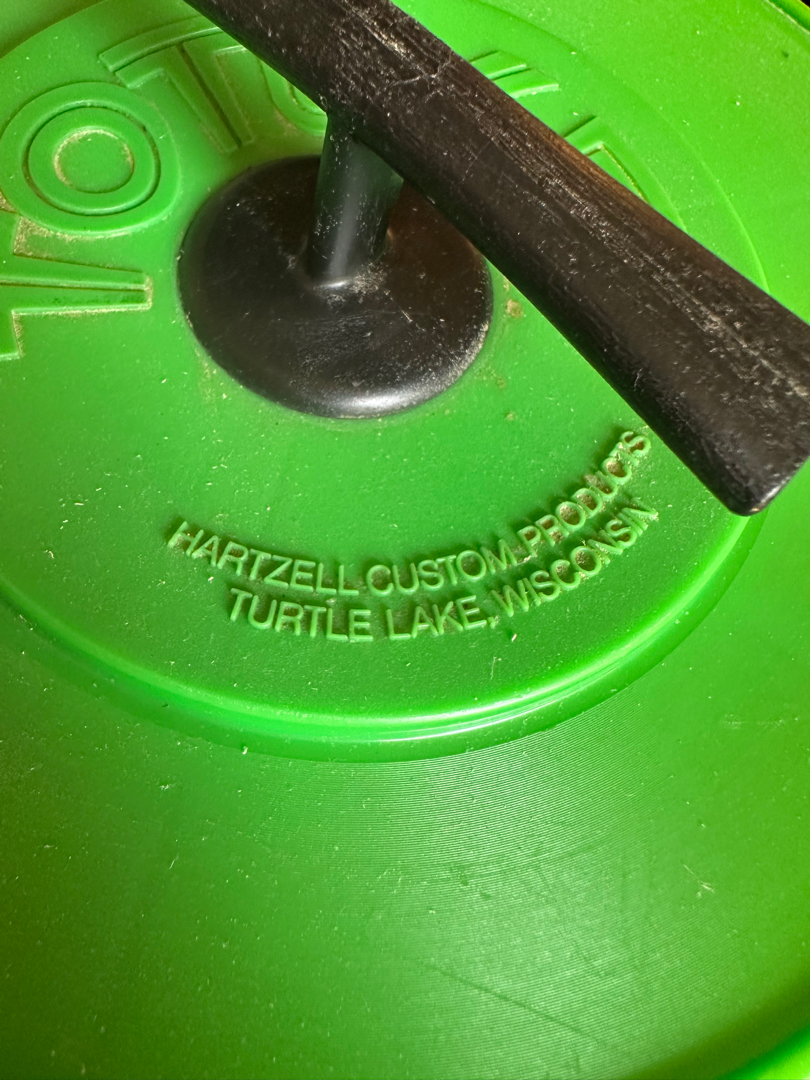 HARTZELL CUSTOM PRODUCTS
TURTLE LAKE, WISCONSIN